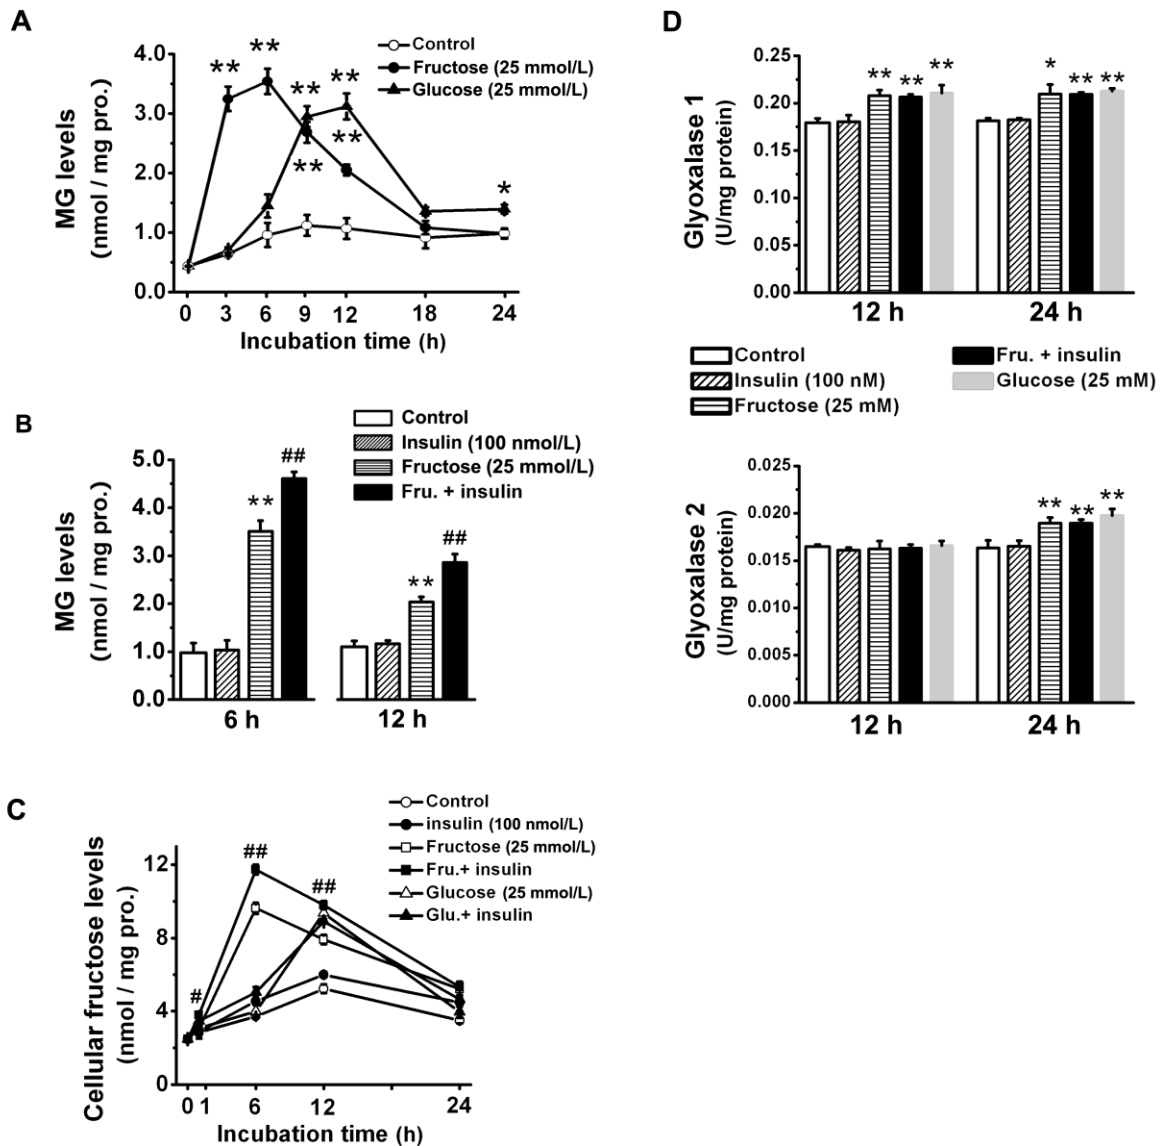 A
Control
Fructose (25 mmol/L)
Glucose (25 mmol/L)
4.0
3.0
2.0
1.0
0.0
MG levels
(nmol / mg pro.)
** ** ** ** ** ** *
0 3 6 9 12 18 24
Incubation time (h)
B
Control
Insulin (100 nmol/L)
Fructose (25 mmol/L)
Fru. + insulin
5.0
4.0
3.0
2.0
1.0
0.0
MG levels
(nmol / mg pro.)
** ## ** ##
6 h 12 h
C
Control
insulin (100 nmol/L)
Fructose (25 mmol/L)
Fru.+ insulin
Glucose (25 mmol/L)
Glu.+ insulin
12
8
4
0
Cellular fructose levels
(nmol / mg pro.)
# ## ##
0 1 6 12 24
Incubation time (h)
D
0.25
0.20
0.15
0.10
0.05
0.00
Glyoxalase 1
(U/mg protein)
** ** ** * ** **
12 h 24 h
Control
Insulin (100 nM)
Fructose (25 mM)
Fru. + insulin
Glucose (25 mM)
0.025
0.020
0.015
0.010
0.005
0.000
Glyoxalase 2
(U/mg protein)
** ** **
12 h 24 h